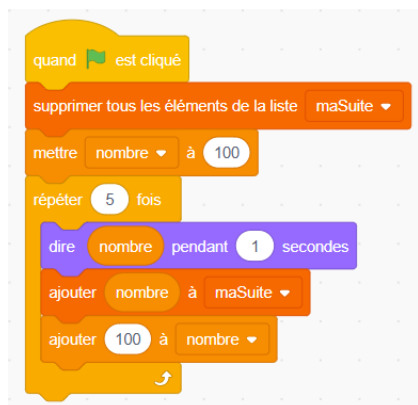 quand est cliqué
supprimer tous les éléments de la liste maSuite
mettre nombre à 100
répéter 5 fois
dire nombre pendant 1 secondes
ajouter nombre à maSuite
ajouter 100 à nombre